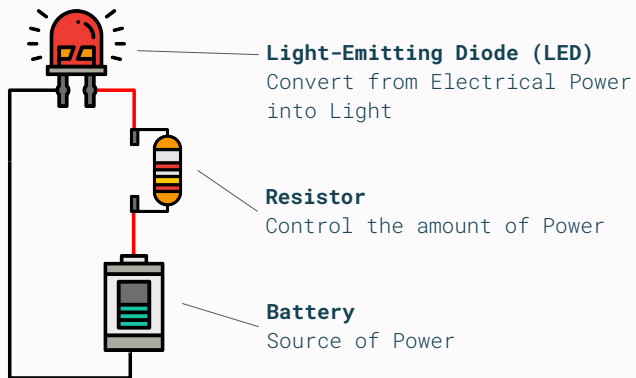 Light-Emitting Diode (LED)
Convert from Electrical Power
into Light
Resistor
Control the amount of Power
Battery
Source of Power